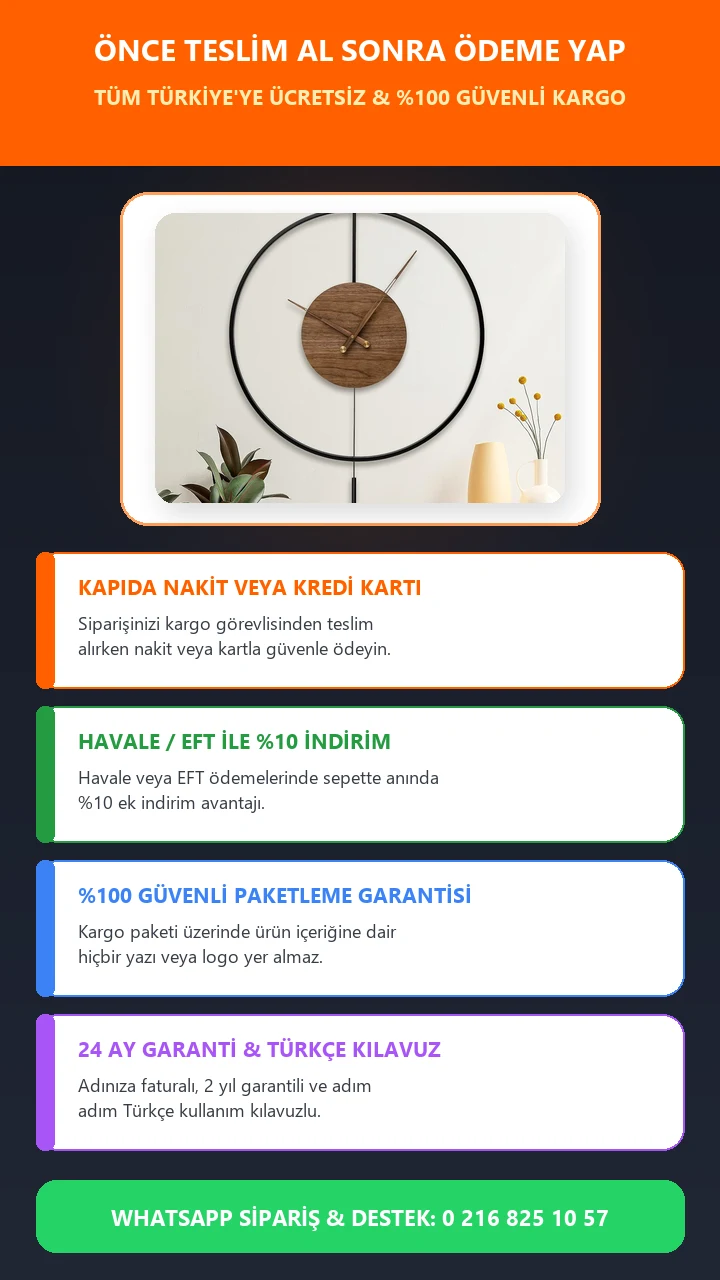 ÖNCE TESLİM AL SONRA ÖDEME YAP
TÜM TÜRKİYE'YE ÜCRETSİZ & %100 GÜVENLİ KARGO
KAPIDA NAKİT VEYA KREDİ KARTI
Siparişinizi kargo görevlisinden teslim
alırken nakit veya kartla güvenle ödeyin.
HAVALE / EFT İLE %10 İNDİRİM
Havale veya EFT ödemelerinde sepette anında
%10 ek indirim avantajı.
%100 GÜVENLİ PAKETLEME GARANTİSİ
Kargo paketi üzerinde ürün içeriğine dair
hiçbir yazı veya logo yer almaz.
24 AY GARANTİ & TÜRKÇE KILAVUZ
Adınıza faturalı, 2 yıl garantili ve adım
adım Türkçe kullanım kılavuzlu.
WHATSAPP SİPARİŞ & DESTEK: 0 216 825 10 57